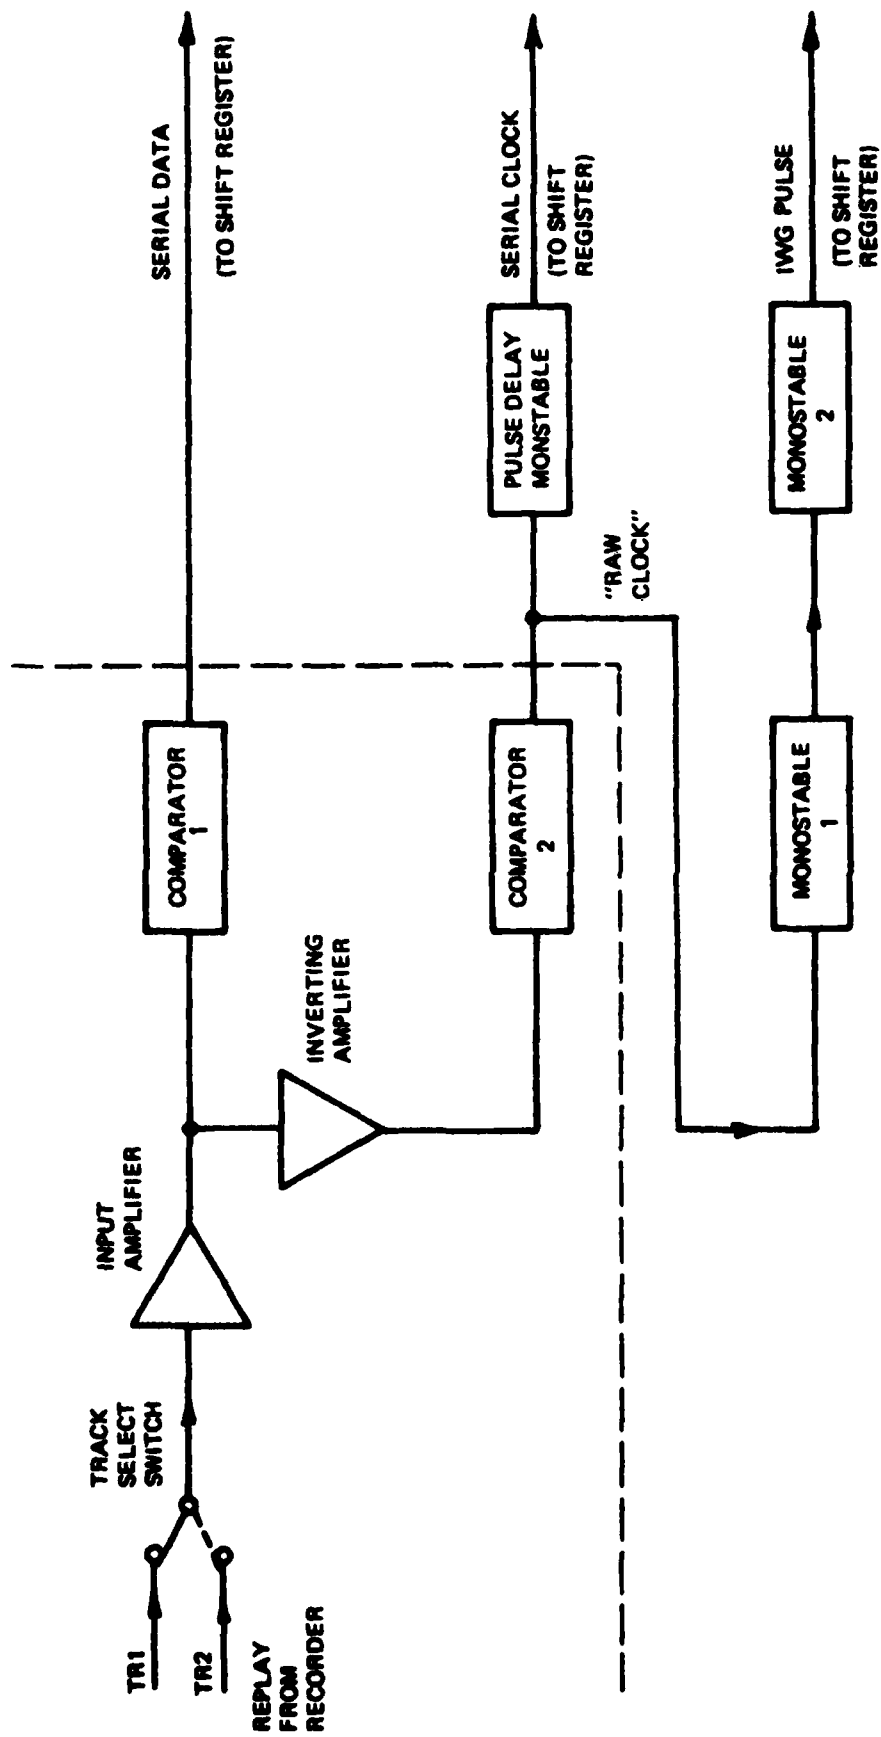 TR1
TR2
REPLAY
FROM
RECORDER
TRACK
SELECT
SWITCH
INPUT
AMPLIFIER
INVERTING
AMPLIFIER
COMPARATOR
1
SERIAL DATA
(TO SHIFT REGISTER)
COMPARATOR
2
"RAW
CLOCK"
PULSE DELAY
MONSTABLE
SERIAL CLOCK
(TO SHIFT
REGISTER)
MONOSTABLE
1
MONOSTABLE
2
IWG PULSE
(TO SHIFT
REGISTER)